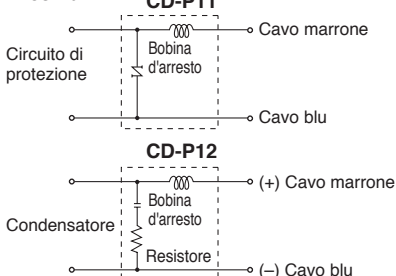 CD-P11
Cavo marrone
Circuito di
protezione
Bobina
d'arresto
Cavo blu
CD-P12
(+) Cavo marrone
Bobina
d'arresto
Condensatore
Resistore
(–) Cavo blu